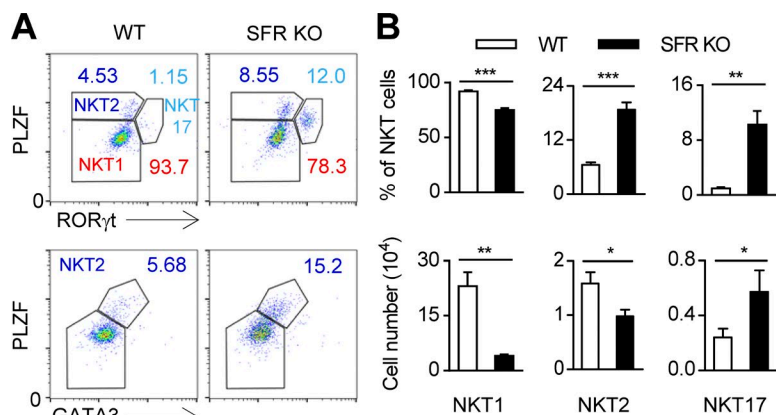 A
WT
SFR KO
4.53
1.15
8.55
12.0
NKT2
NKT
17
NKT1
93.7
78.3
PLZF
0
RORγt
NKT2
5.68
15.2
PLZF
0
GATA3
B
WT
SFR KO
% of NKT cells
100
50
0
***
24
12
0
***
16
8
0
**
Cell number (10⁴)
30
15
0
**
2
1
0
*
0.8
0.4
0.0
*
NKT1
NKT2
NKT17